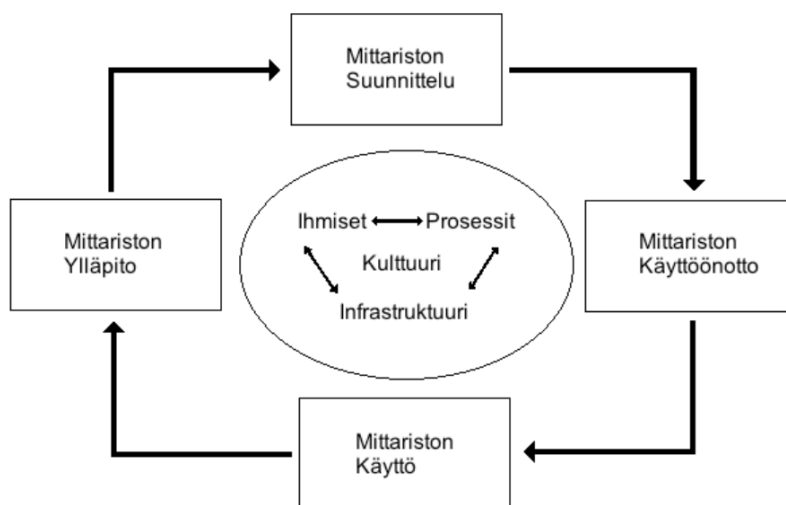 Mittariston
Suunnittelu
Mittariston
Ylläpito
Ihmiset
Prosessit
Kulttuuri
Infrastruktuuri
Mittariston
Käyttöönotto
Mittariston
Käyttö